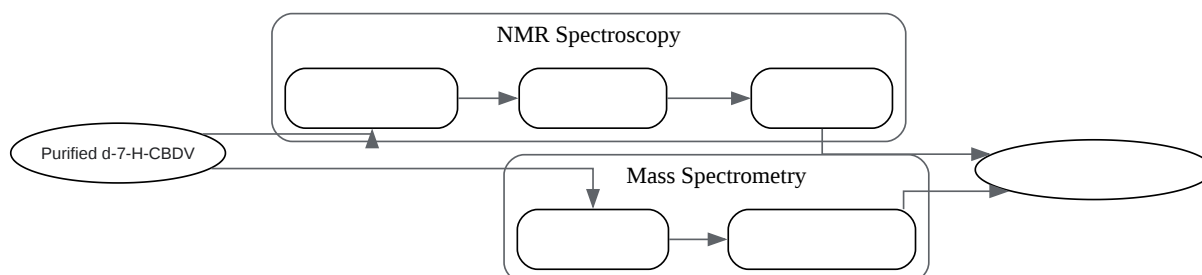 NMR Spectroscopy
Purified d-7-H-CBDV
Mass Spectrometry